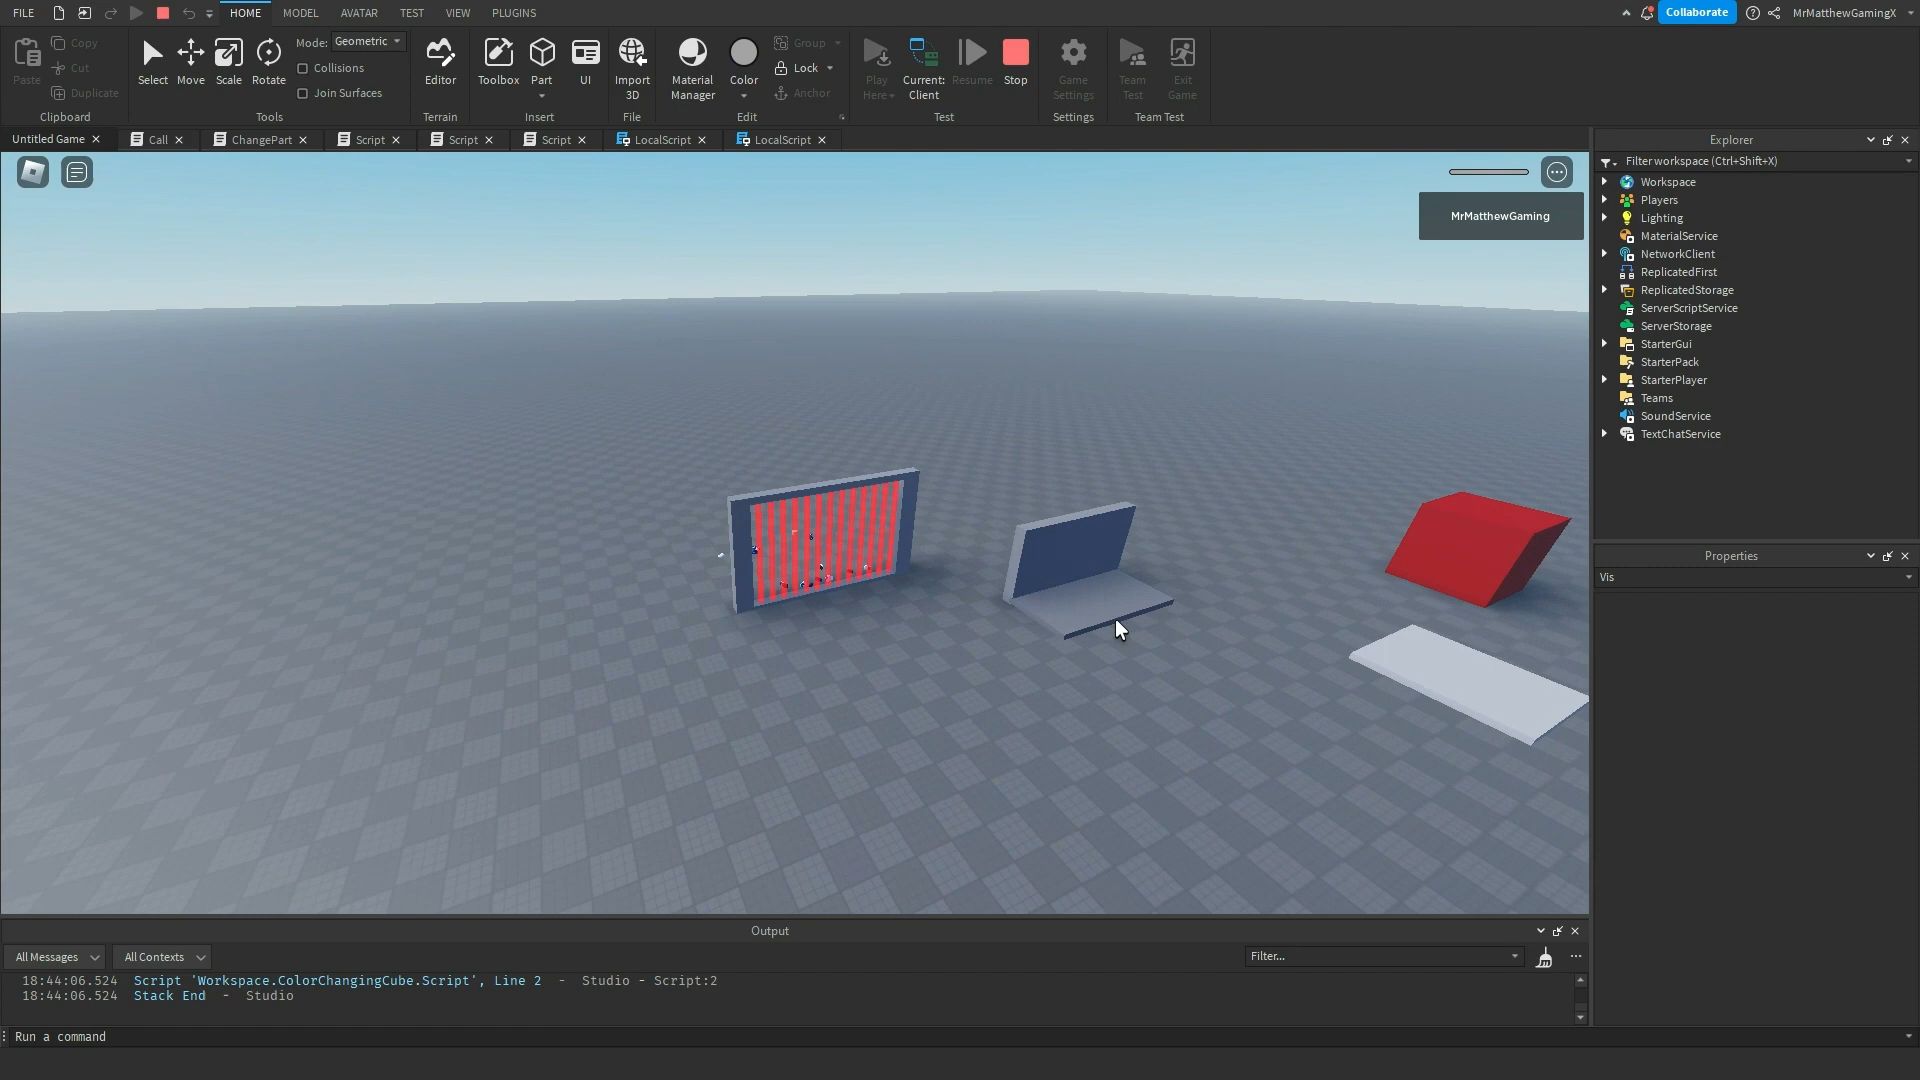 FILE
HOME
MODEL
AVATAR
TEST
VIEW
PLUGINS
Collaborate
MrMatthewGamingX
Paste
Copy
Cut
Duplicate
Clipboard
Select
Move
Scale
Rotate
Mode:
Geometric
Collisions
Join Surfaces
Tools
Editor
Terrain
Toolbox
Part
UI
Insert
Import
3D
File
Material
Manager
Color
Group
Lock
Anchor
Edit
Play
Here
Current:
Client
Resume
Stop
Test
Game
Settings
Settings
Team
Test
Exit
Game
Team Test
Untitled Game
Call
ChangePart
Script
Script
Script
LocalScript
LocalScript
MrMatthewGaming
Explorer
Filter workspace (Ctrl+Shift+X)
Workspace
Players
Lighting
MaterialService
NetworkClient
ReplicatedFirst
ReplicatedStorage
ServerScriptService
ServerStorage
StarterGui
StarterPack
StarterPlayer
Teams
SoundService
TextChatService
Properties
Vis
Output
All Messages
All Contexts
Filter...
18:44:06.524 Script 'Workspace.ColorChangingCube.Script', Line 2 - Studio - Script:2
18:44:06.524 Stack End - Studio
Run a command